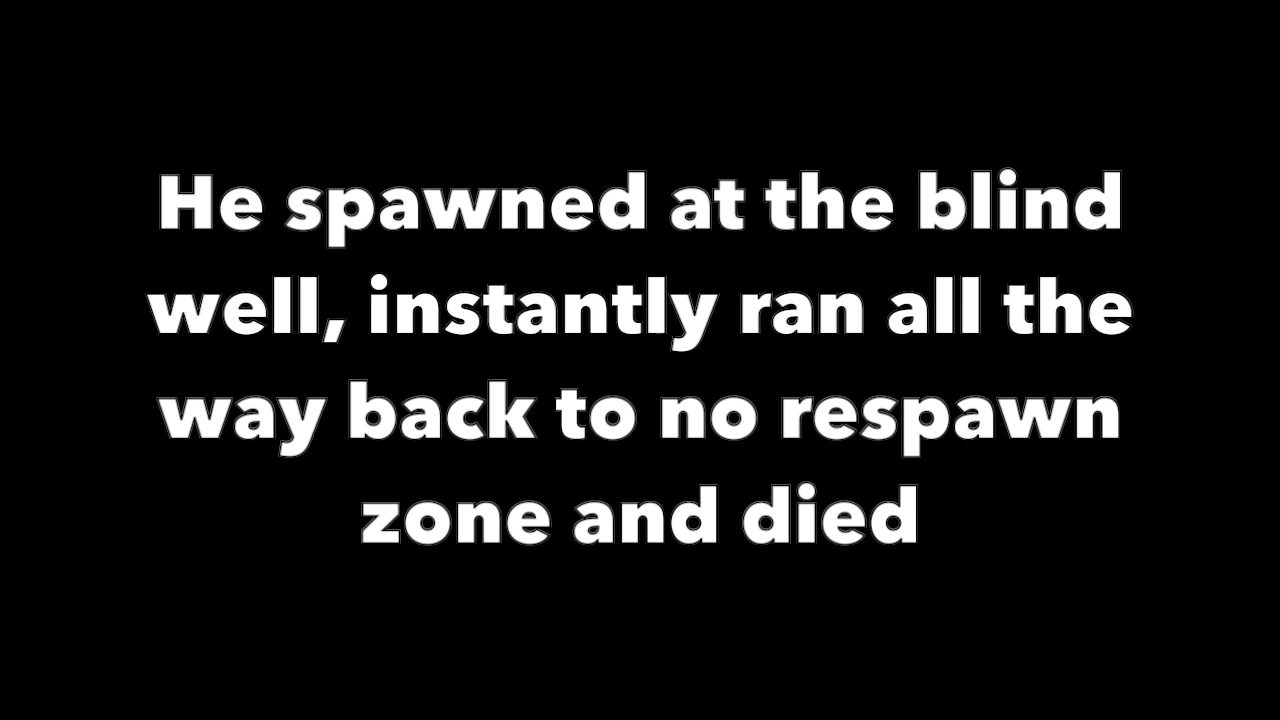 He spawned at the blind
well, instantly ran all the
way back to no respawn
zone and died